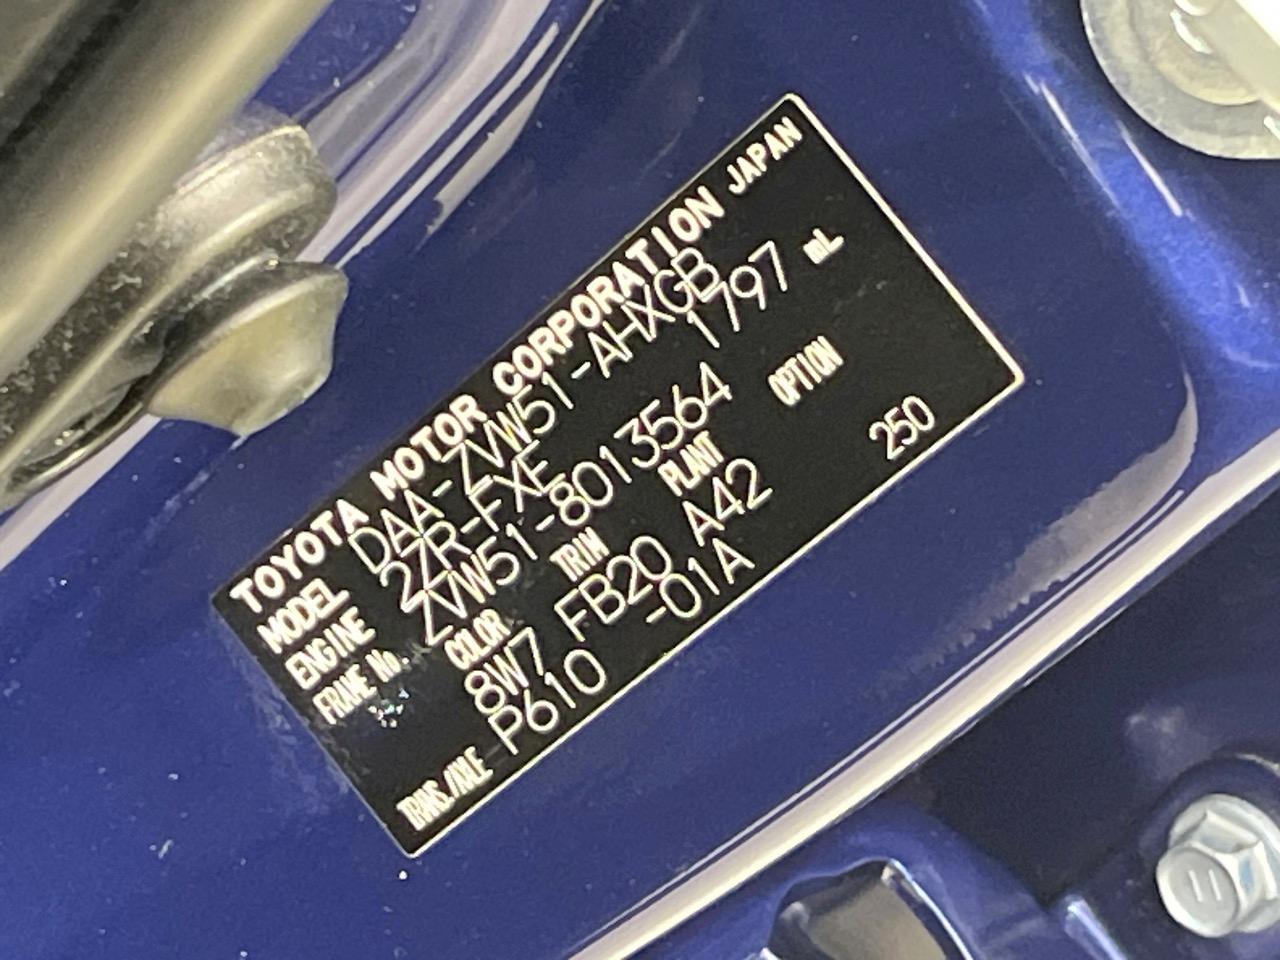 TOYOTA MOTOR CORPORATION JAPAN
MODEL DAA-ZVW51-AHXGB
ENGINE 2ZR-FXE 1797 mL
FRAME No. ZVW51-8013564
COLOR TRIM PLANT OPTION
8W7 FB20 A42 250
TRANS./AXLE P610 -01A